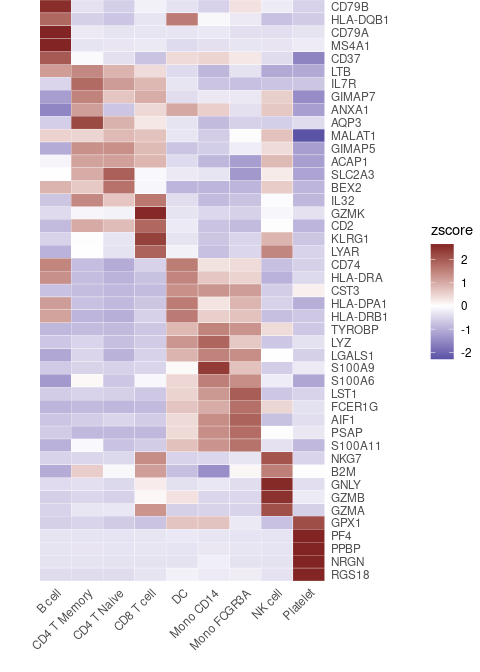 CD79B
HLA-DQB1
CD79A
MS4A1
CD37
LTB
IL7R
GIMAP7
ANXA1
AQP3
MALAT1
GIMAP5
ACAP1
SLC2A3
BEX2
IL32
GZMK
CD2
KLRG1
LYAR
CD74
HLA-DRA
CST3
HLA-DPA1
HLA-DRB1
TYROBP
LYZ
LGALS1
S100A9
S100A6
LST1
FCER1G
AIF1
PSAP
S100A11
NKG7
B2M
GNLY
GZMB
GZMA
GPX1
PF4
PPBP
NRGN
RGS18
zscore
2
1
0
-1
-2
B cell
CD4 T Memory
CD4 T Naive
CD8 T cell
DC
Mono CD14
Mono FCGR3A
NK cell
Platelet